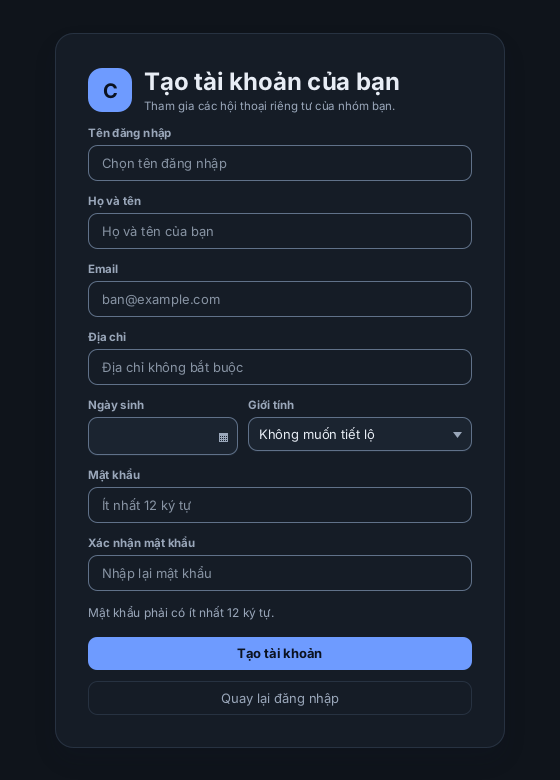 C
Tạo tài khoản của bạn
Tham gia các hội thoại riêng tư của nhóm bạn.
Tên đăng nhập
Chọn tên đăng nhập
Họ và tên
Họ và tên của bạn
Email
ban@example.com
Địa chỉ
Địa chỉ không bắt buộc
Ngày sinh
Giới tính
Không muốn tiết lộ
Mật khẩu
Ít nhất 12 ký tự
Xác nhận mật khẩu
Nhập lại mật khẩu
Mật khẩu phải có ít nhất 12 ký tự.
Tạo tài khoản
Quay lại đăng nhập